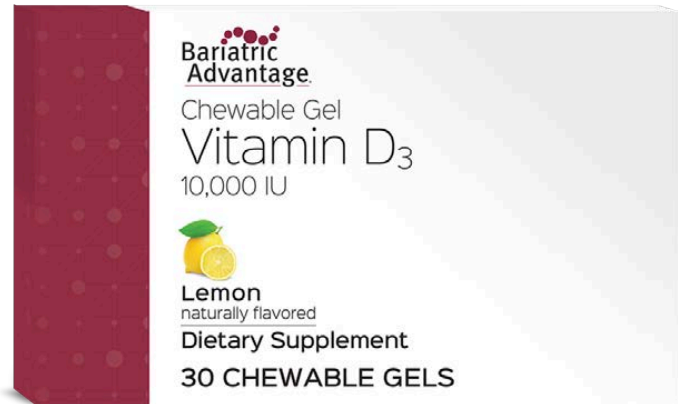 Bariatric
Advantage.
Chewable Gel
Vitamin D3
10,000 IU
Lemon
naturally flavored
Dietary Supplement
30 CHEWABLE GELS